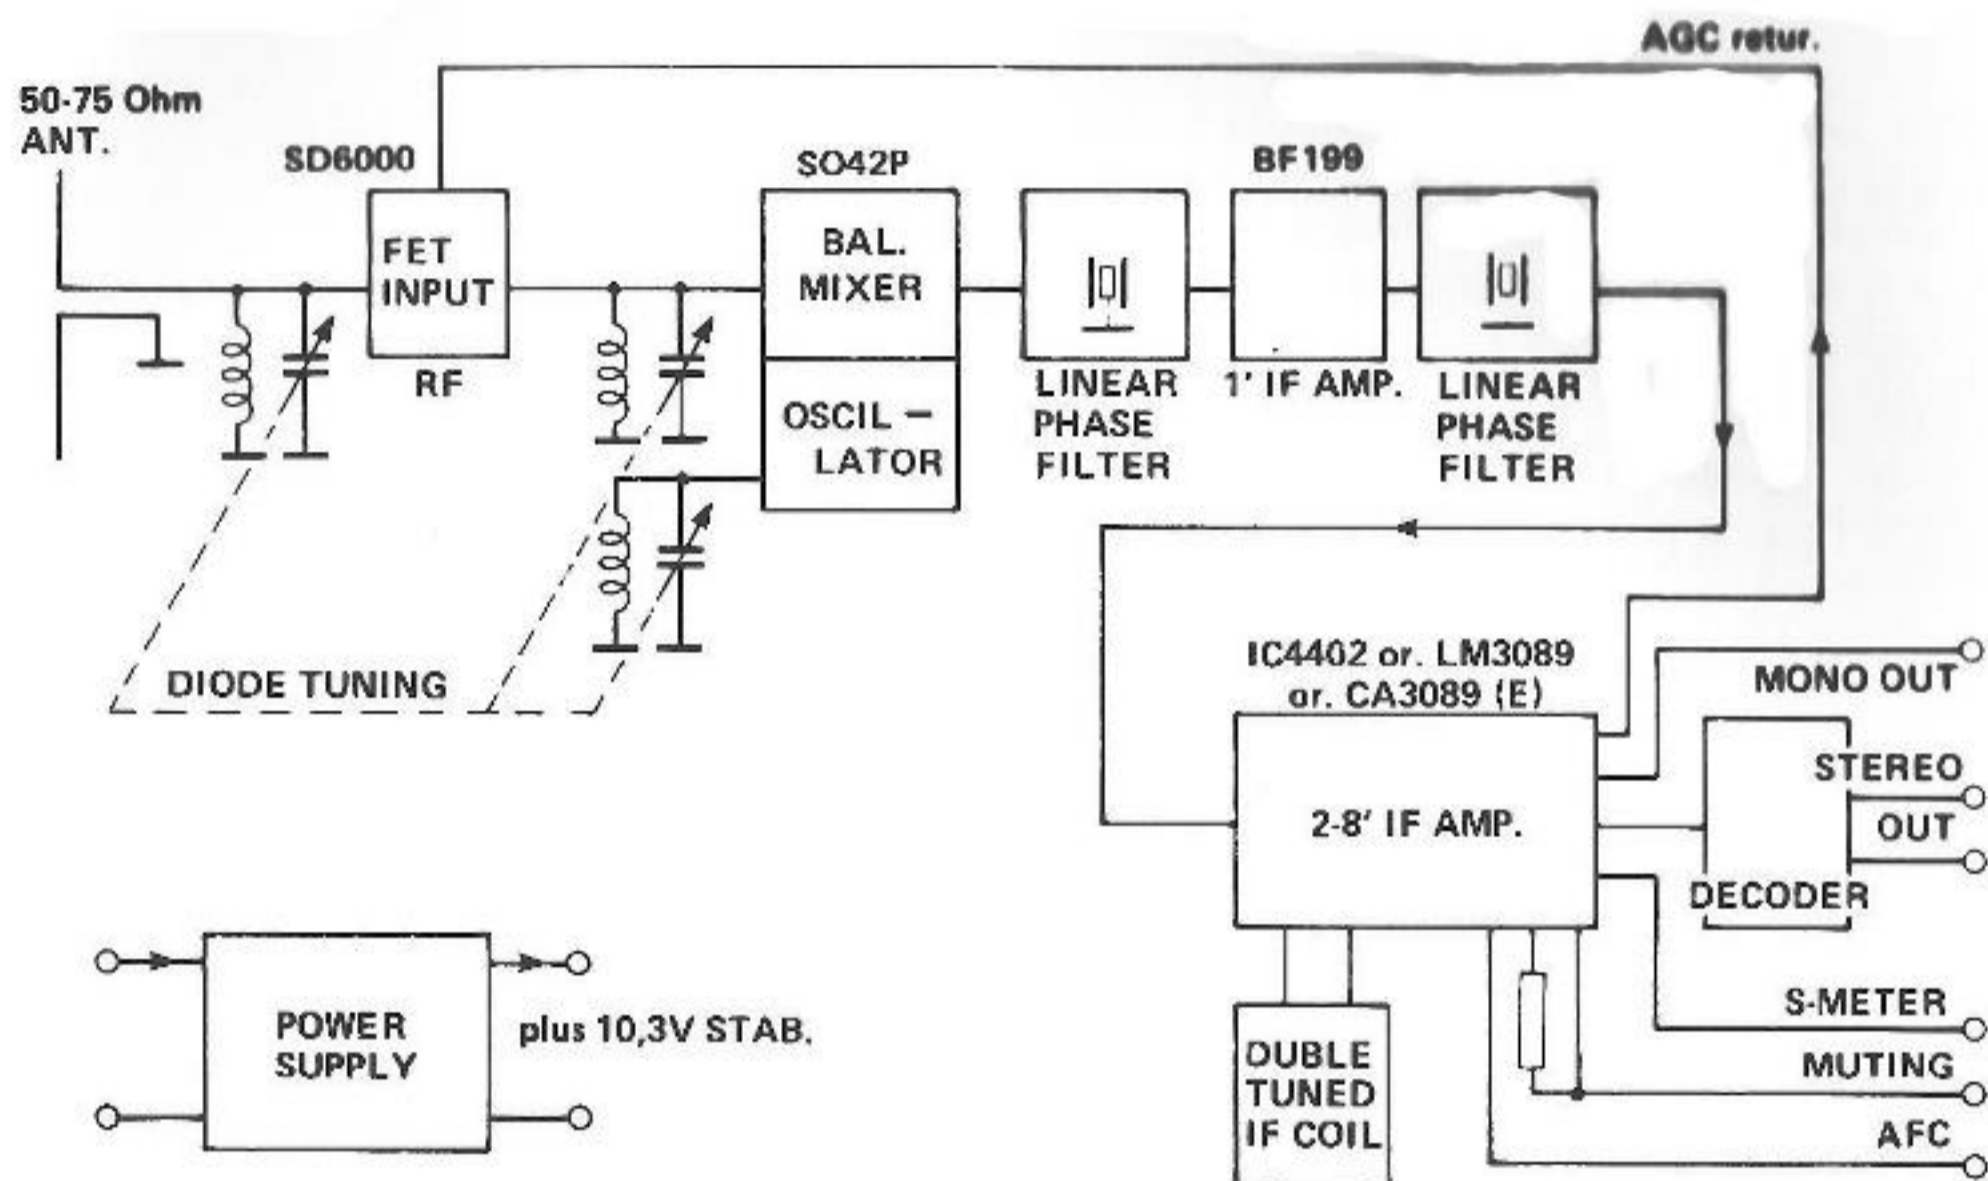 AGC retur.
50-75 Ohm
ANT.
SD6000
SO42P
BF199
FET
INPUT
BAL.
MIXER
RF
OSCIL –
LATOR
LINEAR
PHASE
FILTER
1' IF AMP.
LINEAR
PHASE
FILTER
DIODE TUNING
IC4402 or. LM3089
or. CA3089 (E)
MONO OUT
2-8' IF AMP.
STEREO
OUT
DECODER
POWER
SUPPLY
plus 10,3V STAB.
DUBLE
TUNED
IF COIL
S-METER
MUTING
AFC